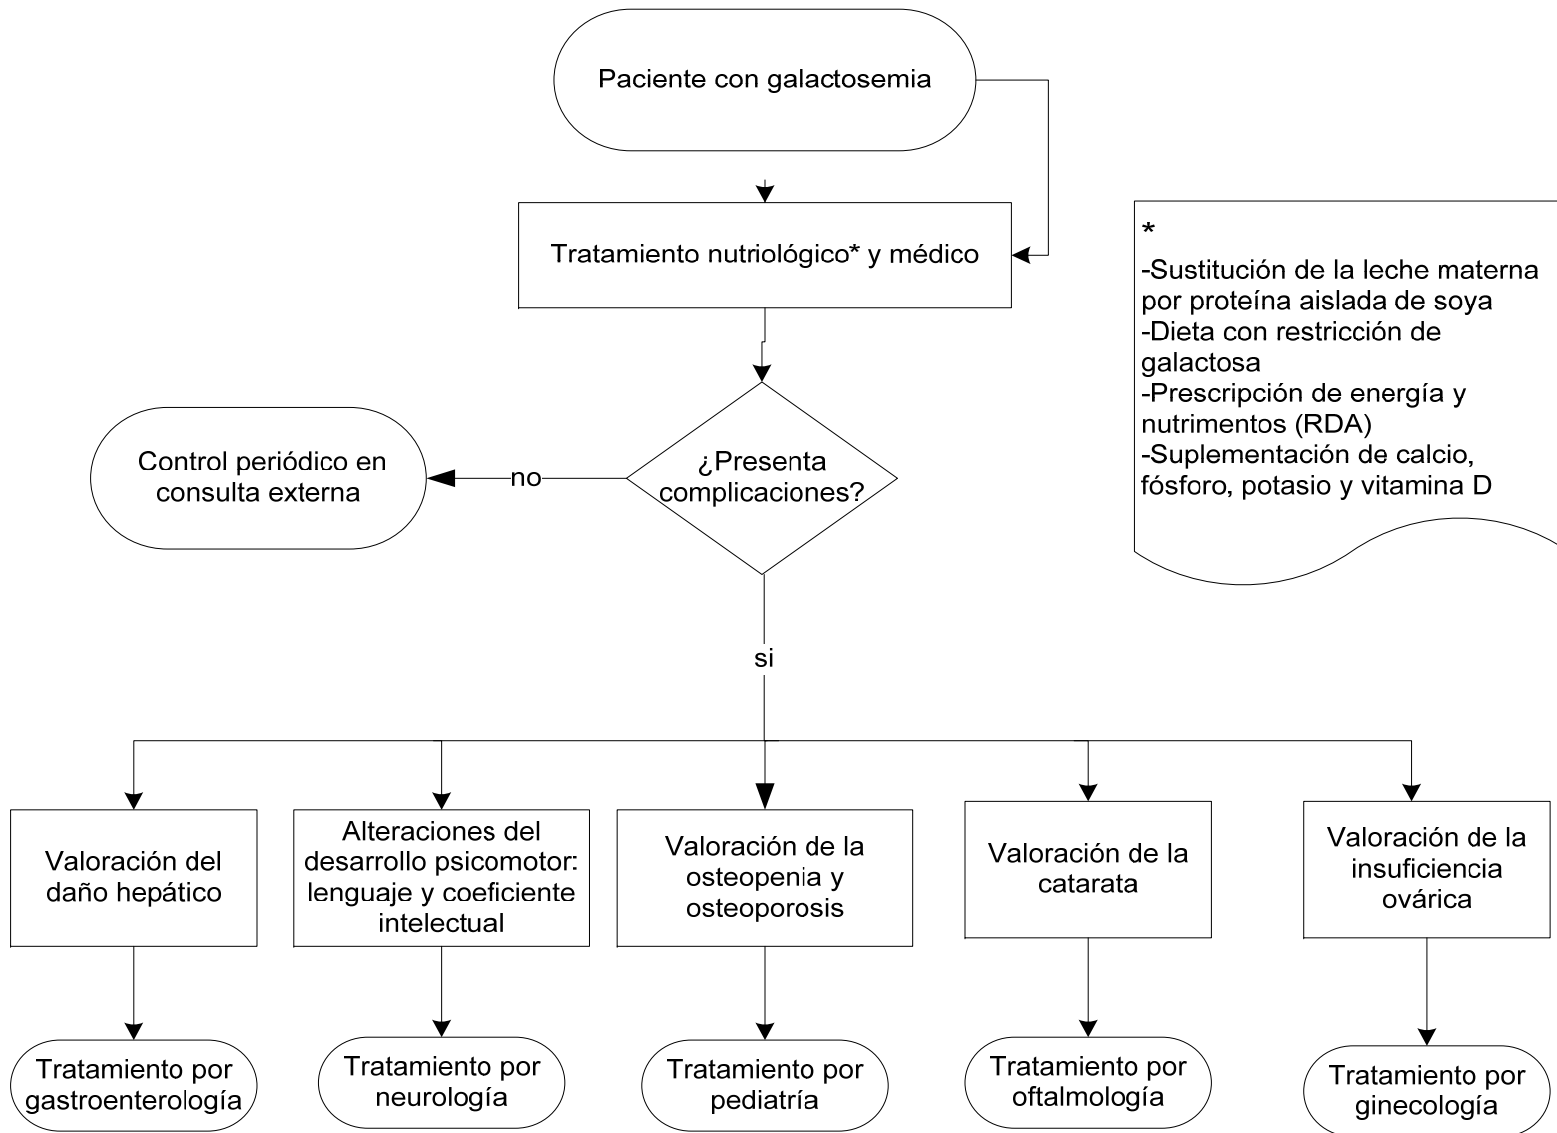 Paciente con galactosemia
Tratamiento nutriológico* y médico
*
-Sustitución de la leche materna
por proteína aislada de soya
-Dieta con restricción de
galactosa
-Prescripción de energía y
nutrimentos (RDA)
-Suplementación de calcio,
fósforo, potasio y vitamina D
Control periódico en
consulta externa
no
¿Presenta
complicaciones?
si
Valoración del
daño hepático
Alteraciones del
desarrollo psicomotor:
lenguaje y coeficiente
intelectual
Valoración de la
osteopenia y
osteoporosis
Valoración de la
catarata
Valoración de la
insuficiencia
ovárica
Tratamiento por
gastroenterología
Tratamiento por
neurología
Tratamiento por
pediatría
Tratamiento por
oftalmología
Tratamiento por
ginecología